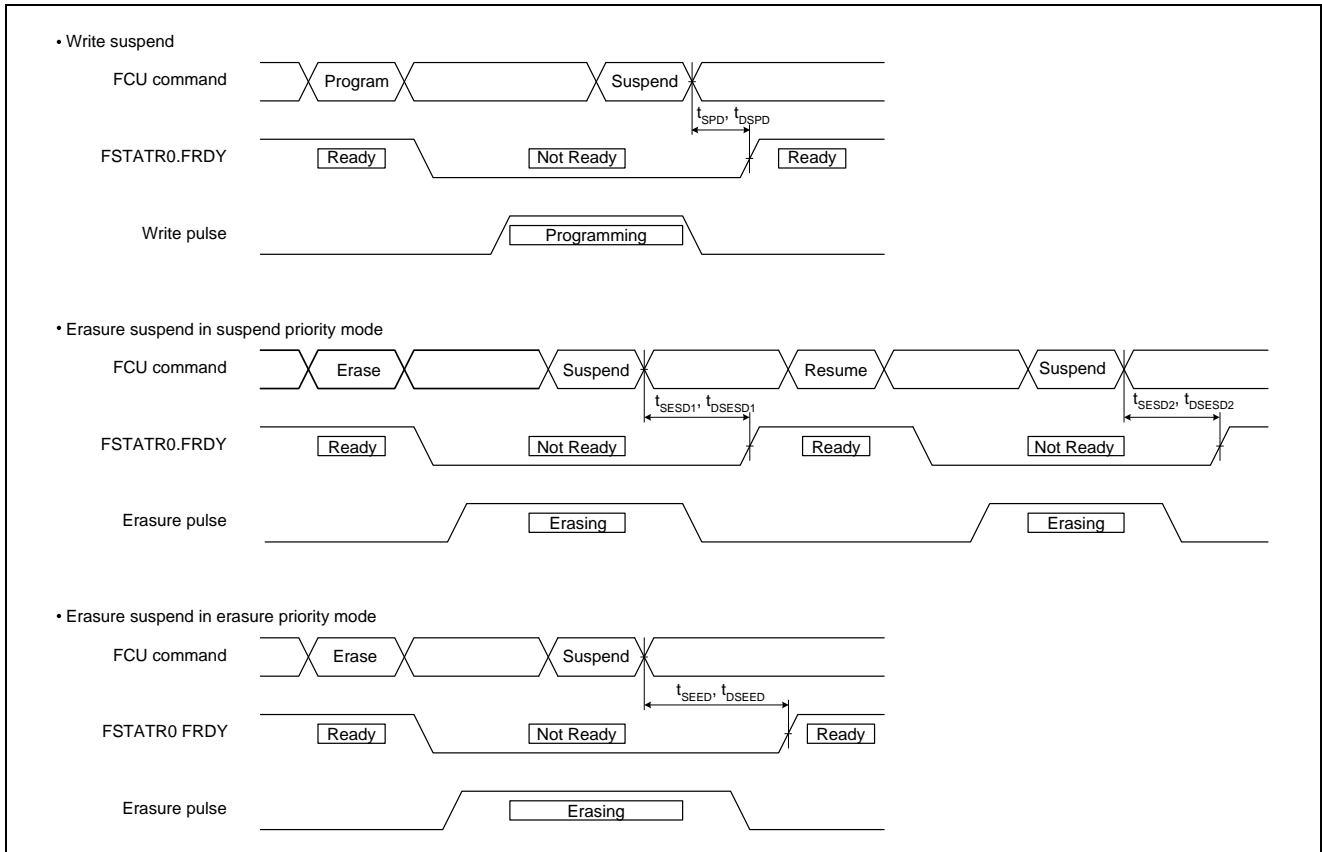 • Write suspend
FCU command
Program
Suspend
tSPD, tDSPD
FSTATR0.FRDY
Ready
Not Ready
Ready
Write pulse
Programming
• Erasure suspend in suspend priority mode
FCU command
Erase
Suspend
Resume
Suspend
tSESD1, tDSESD1
tSESD2, tDSESD2
FSTATR0.FRDY
Ready
Not Ready
Ready
Not Ready
Erasure pulse
Erasing
Erasing
• Erasure suspend in erasure priority mode
FCU command
Erase
Suspend
tSEED, tDSEED
FSTATR0 FRDY
Ready
Not Ready
Ready
Erasure pulse
Erasing